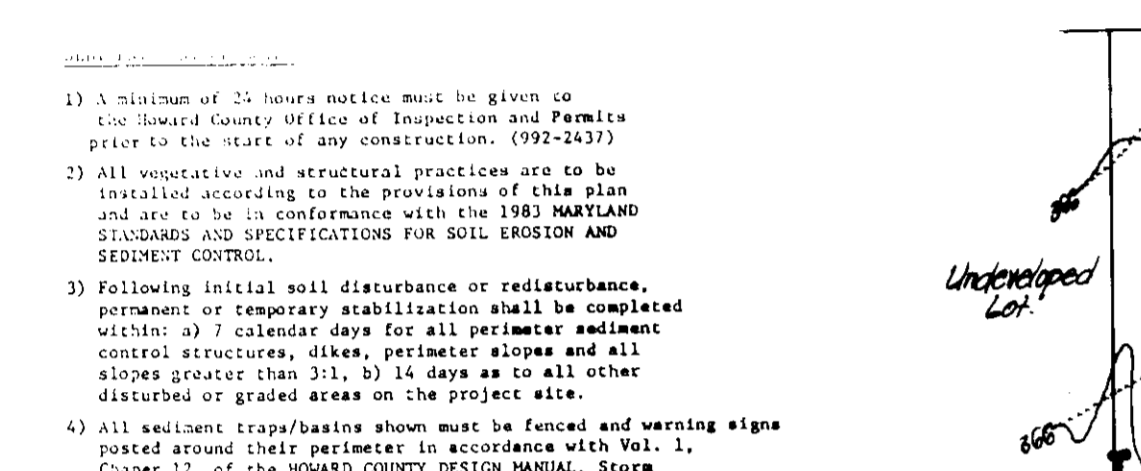 1) A minimum of 24 hours notice must be given to
the Howard County Office of Inspection and Permits
prior to the start of any construction. (992-2437)
2) All vegetative and structural practices are to be
installed according to the provisions of this plan
and are to be in conformance with the 1983 MARYLAND
STANDARDS AND SPECIFICATIONS FOR SOIL EROSION AND
SEDIMENT CONTROL.
3) Following initial soil disturbance or redisturbance,
permanent or temporary stabilization shall be completed
within: a) 7 calendar days for all perimeter sediment
control structures, dikes, perimeter slopes and all
slopes greater than 3:1, b) 14 days as to all other
disturbed or graded areas on the project site.
4) All sediment traps/basins shown must be fenced and warning signs
posted around their perimeter in accordance with Vol. 1,
Chaper 12, of the HOWARD COUNTY DESIGN MANUAL, Storm
Undeveloped
Lot.
366